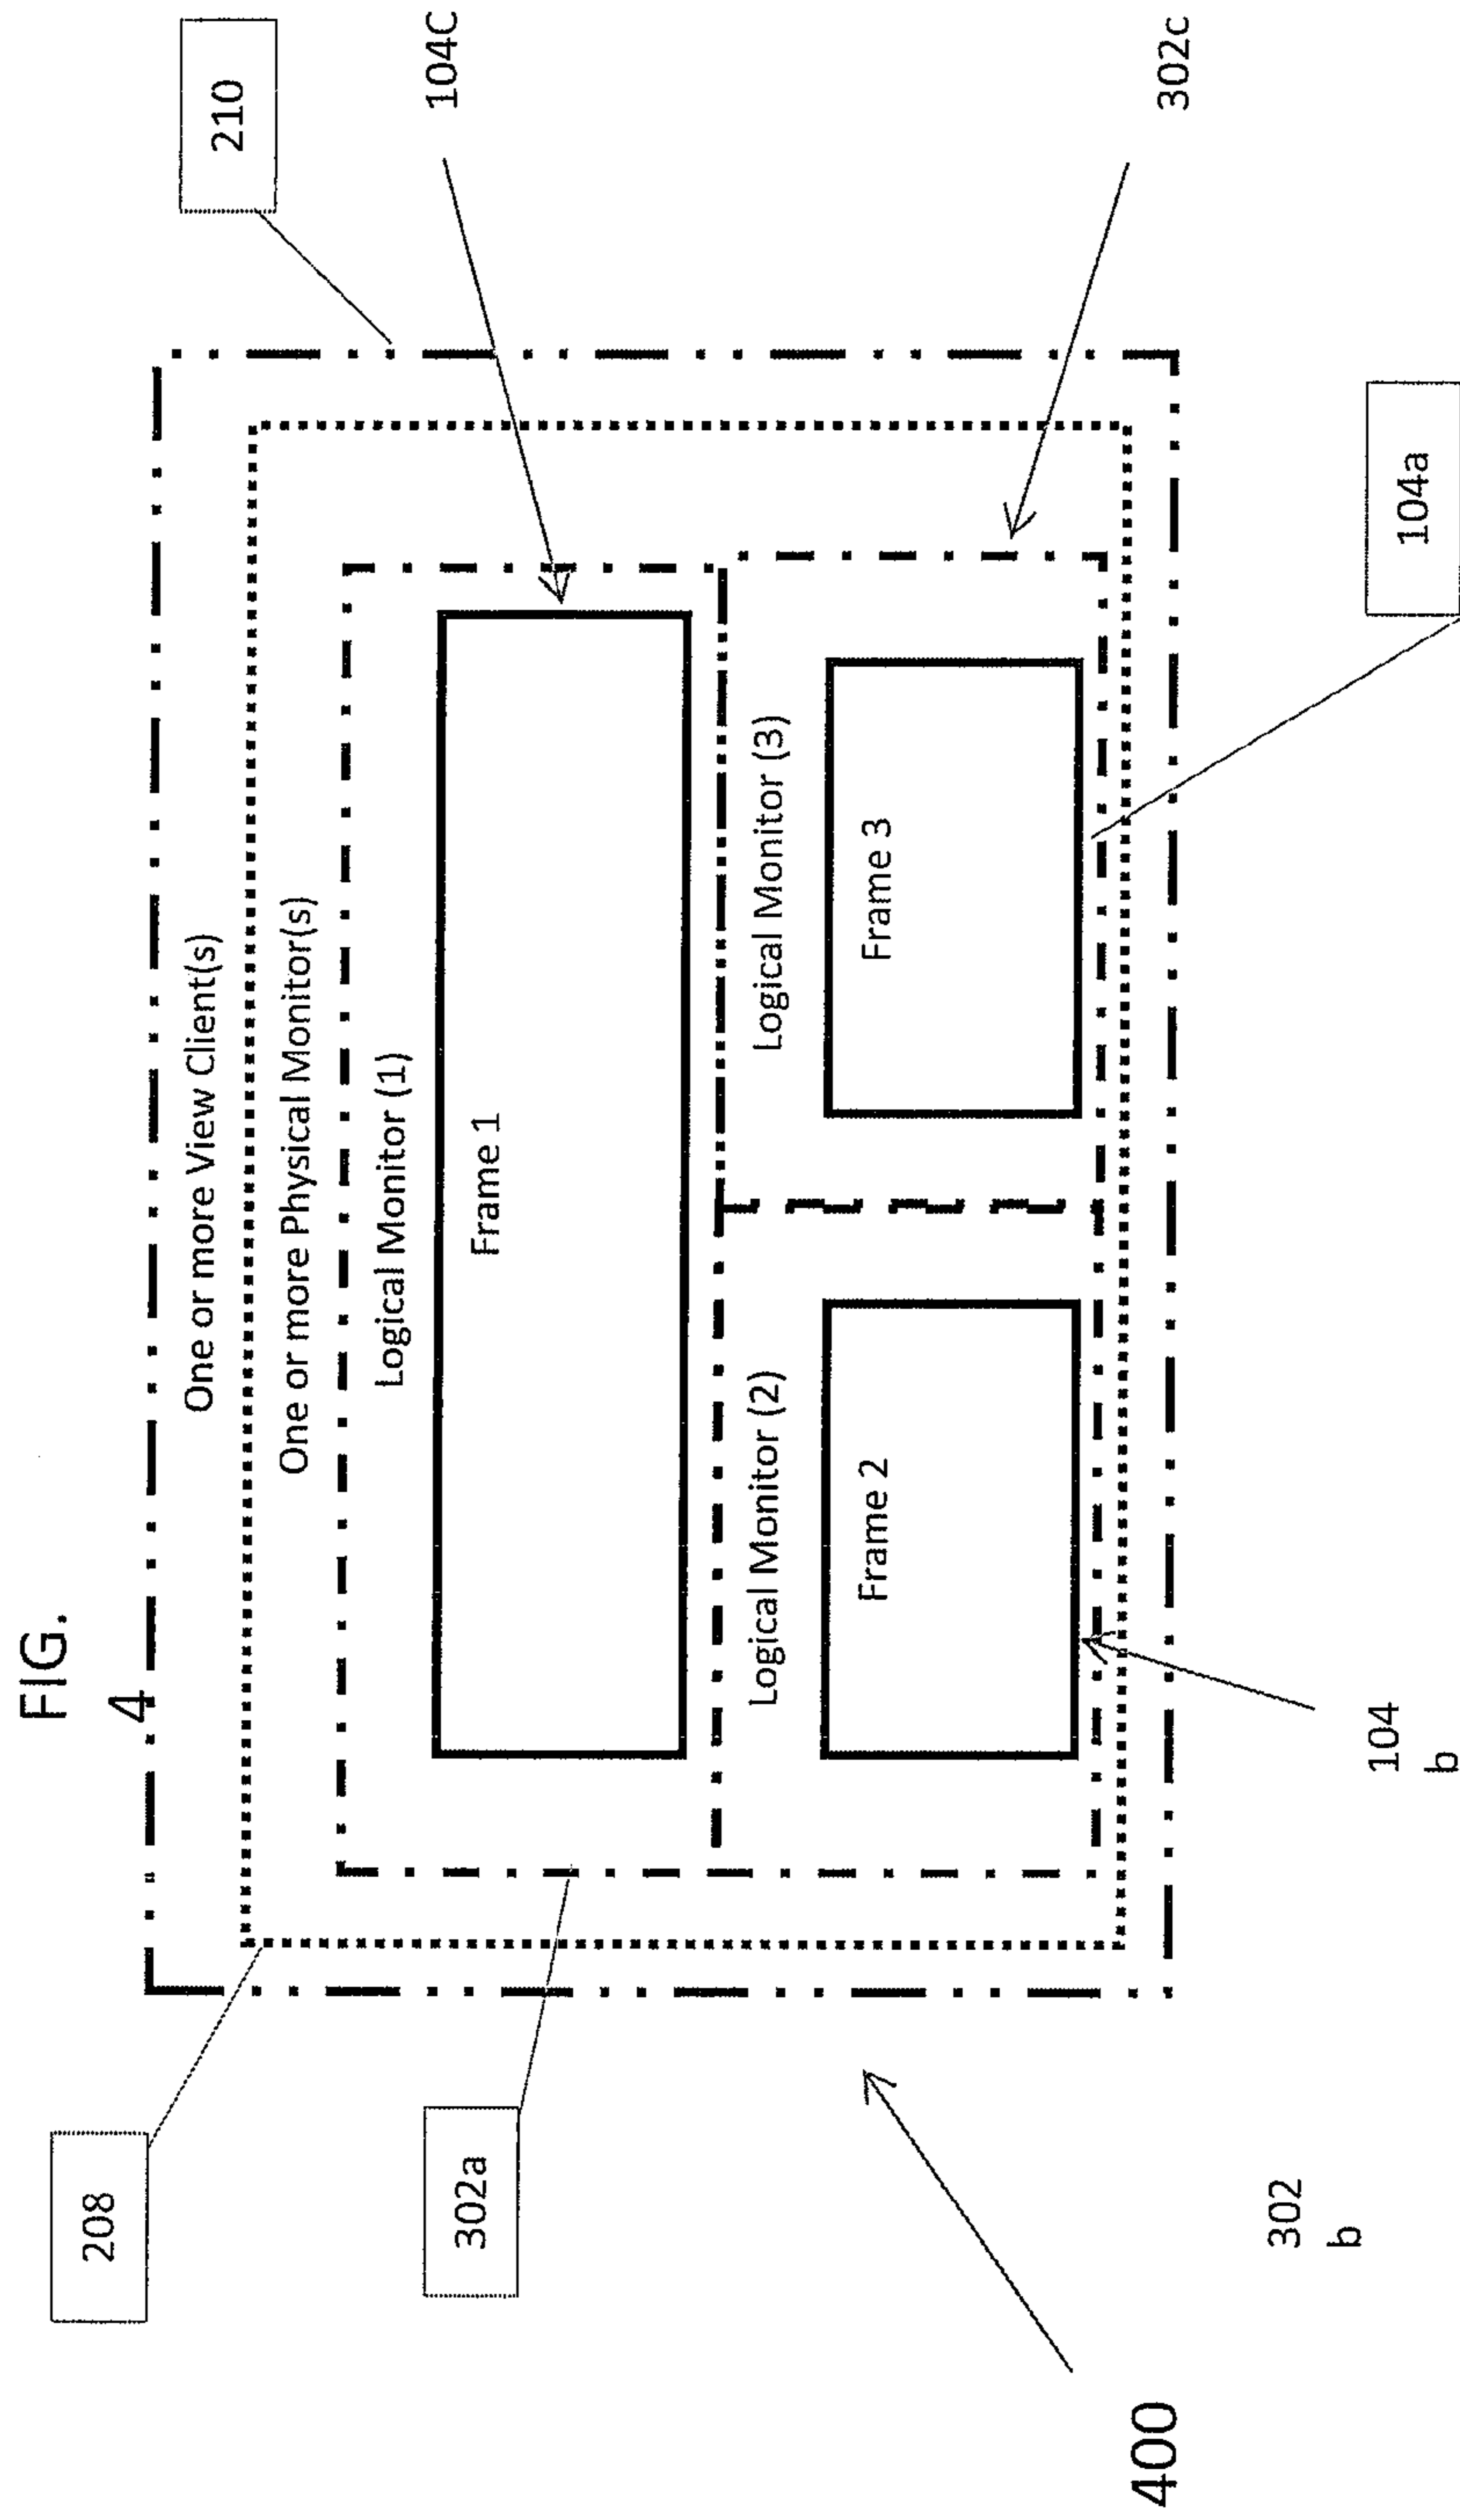 FIG.
4
208
210
One or more View Client(s)
One or more Physical Monitor(s)
302a
Logical Monitor (1)
104C
Frame 1
Logical Monitor (2)
Logical Monitor (3)
Frame 2
Frame 3
400
302c
302
b
104
b
104a